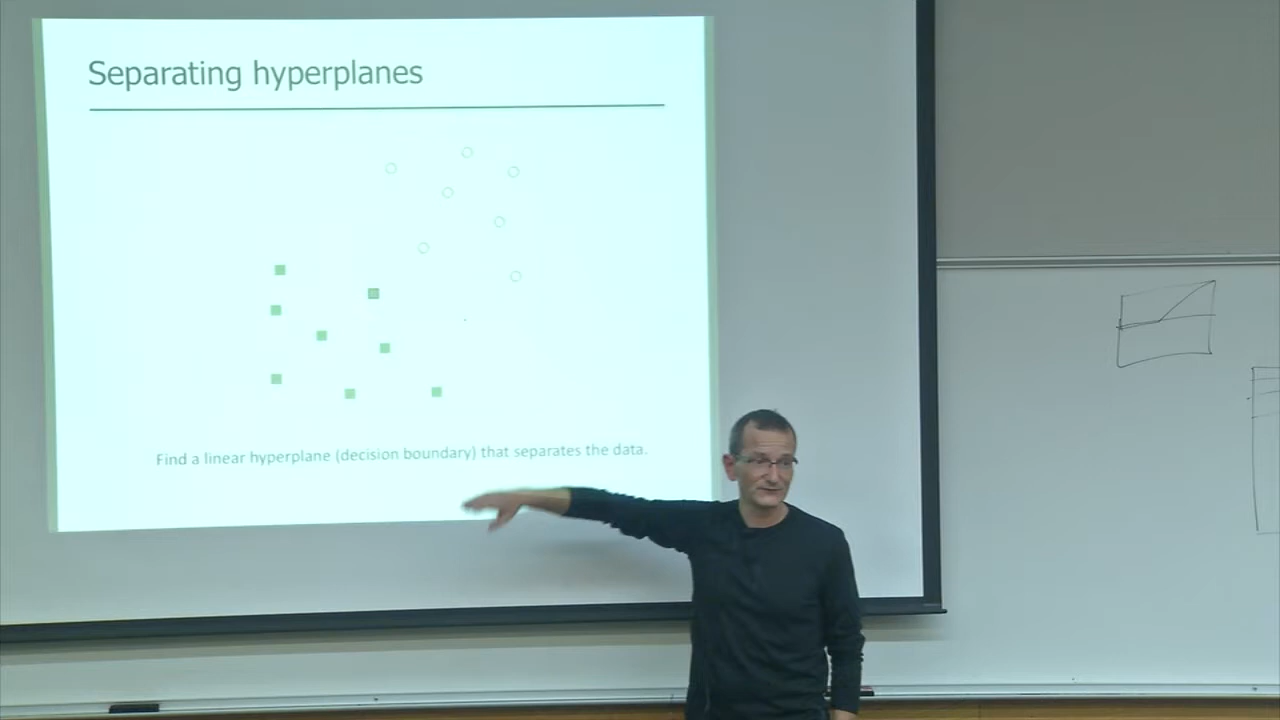 Separating hyperplanes
Find a linear hyperplane (decision boundary) that separates the data.